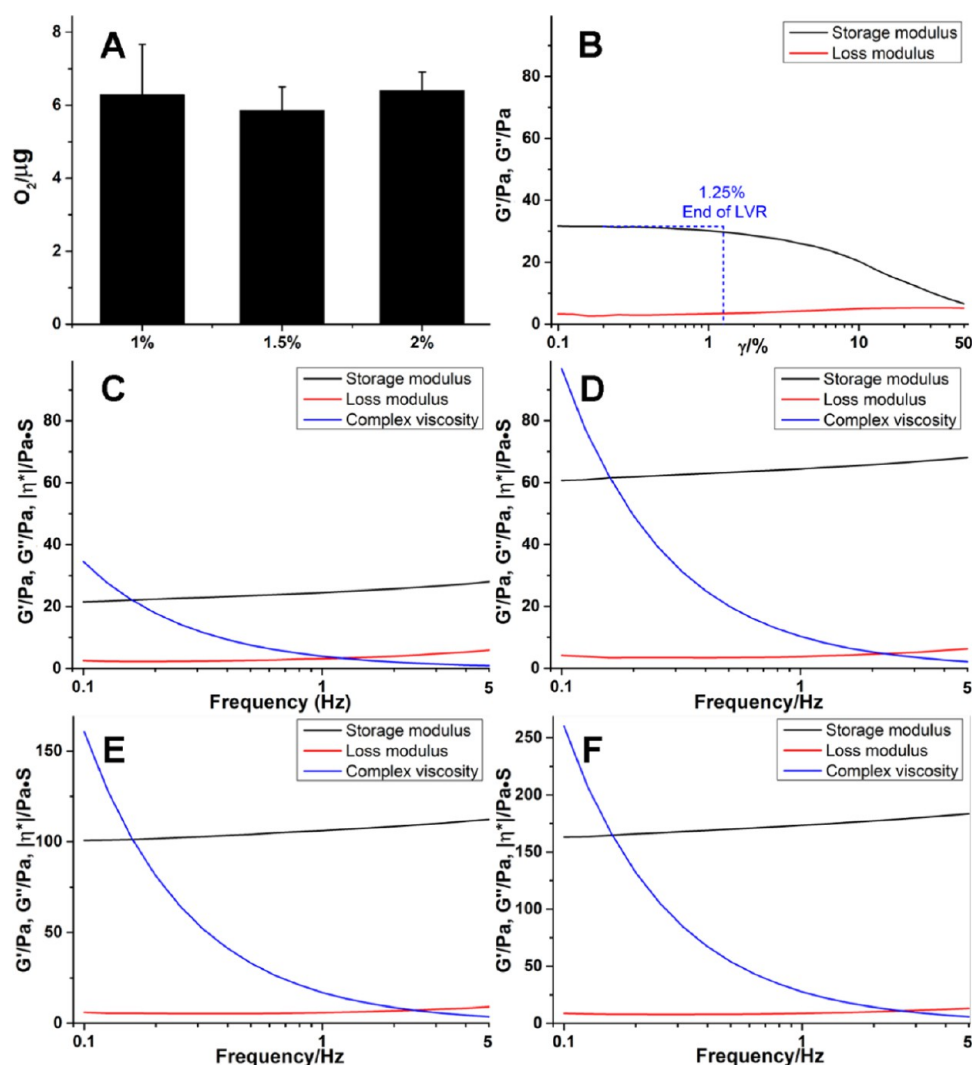 A
O₂/µg
8
6
4
2
0
1%
1.5%
2%
B
Storage modulus
Loss modulus
G'/Pa, G''/Pa
80
60
40
20
0
1.25%
End of LVR
0.1
1
γ/%
10
50
C
Storage modulus
Loss modulus
Complex viscosity
G'/Pa, G''/Pa, |η*|/Pa•S
80
60
40
20
0
0.1
1
5
Frequency (Hz)
D
Storage modulus
Loss modulus
Complex viscosity
G'/Pa, G''/Pa, |η*|/Pa•S
80
60
40
20
0
0.1
1
5
Frequency/Hz
E
Storage modulus
Loss modulus
Complex viscosity
G'/Pa, G''/Pa, |η*|/Pa•S
150
100
50
0
0.1
1
5
Frequency/Hz
F
Storage modulus
Loss modulus
Complex viscosity
G'/Pa, G''/Pa, |η*|/Pa•S
250
225
175
150
125
100
75
50
25
0
0.1
1
5
Frequency/Hz